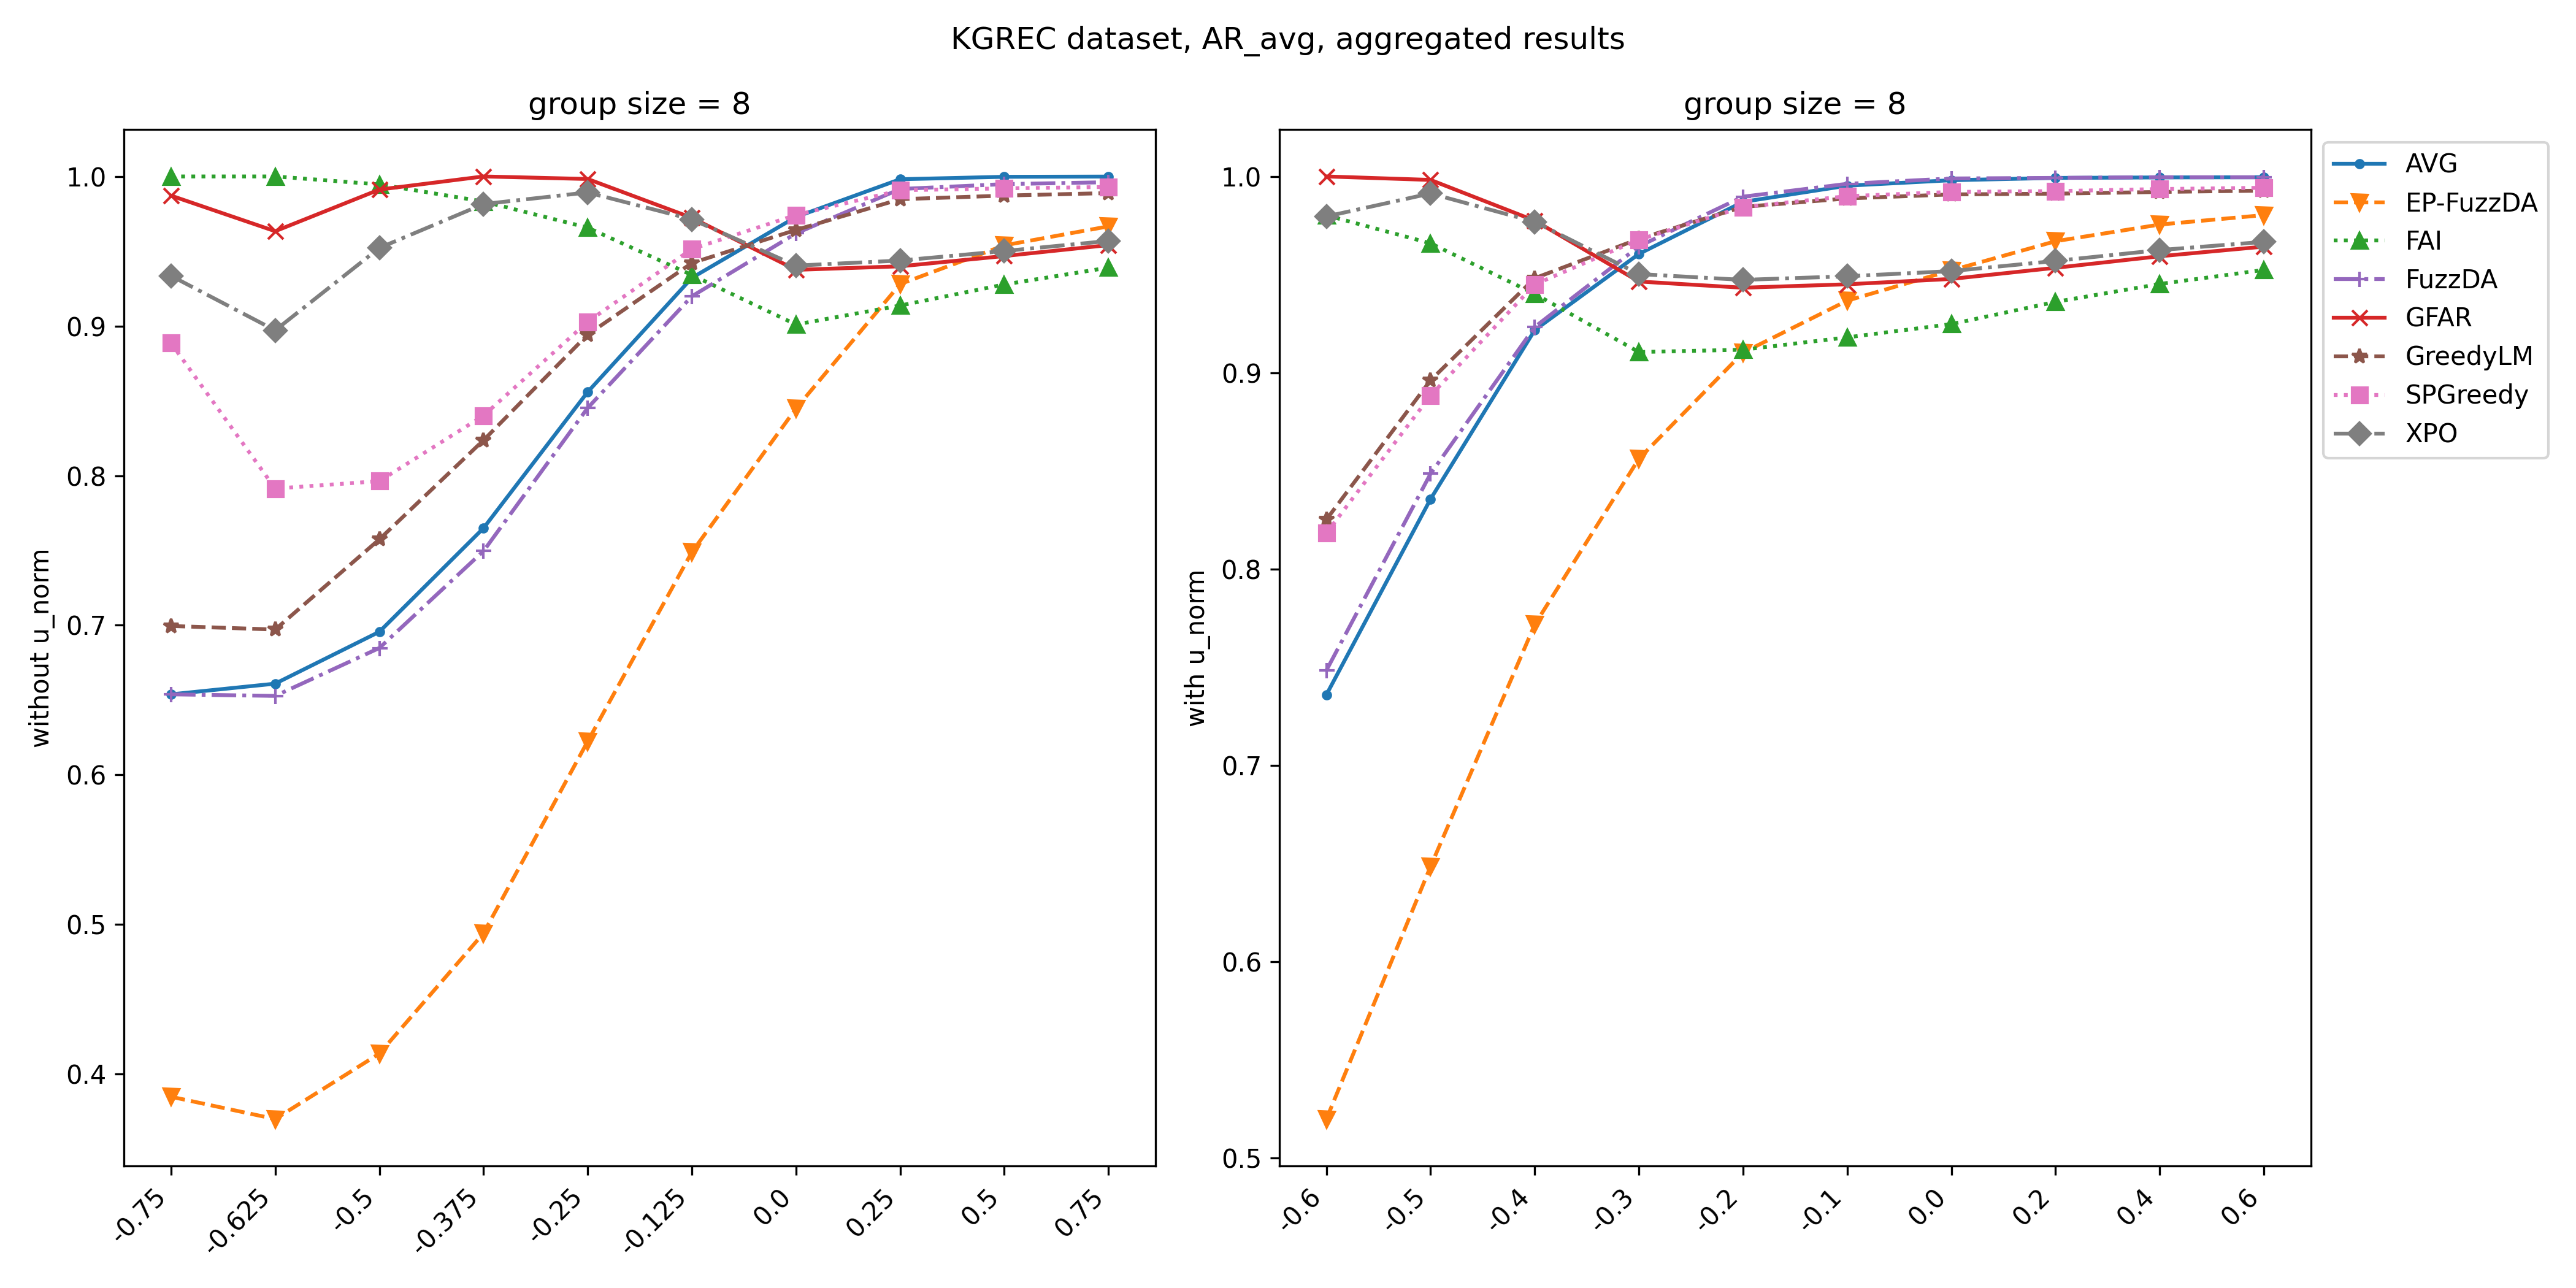 KGREC dataset, AR_avg, aggregated results
group size = 8
without u_norm
1.0
0.9
0.8
0.7
0.6
0.5
0.4
-0.75
-0.625
-0.5
-0.375
-0.25
-0.125
0.0
0.25
0.5
0.75
group size = 8
with u_norm
1.0
0.9
0.8
0.7
0.6
0.5
-0.6
-0.5
-0.4
-0.3
-0.2
-0.1
0.0
0.2
0.4
0.6
AVG
EP-FuzzDA
FAI
FuzzDA
GFAR
GreedyLM
SPGreedy
XPO